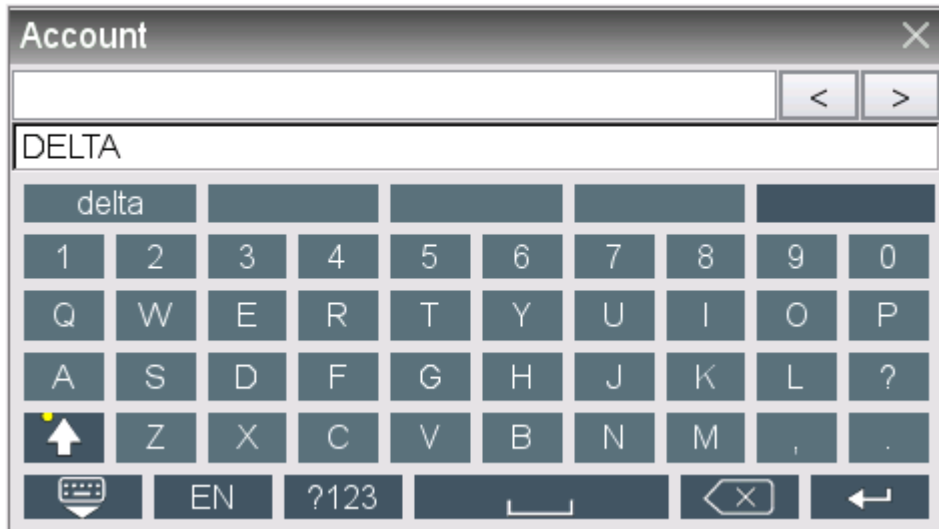 Account
< >
DELTA
delta
1 2 3 4 5 6 7 8 9 0
Q W E R T Y U I O P
A S D F G H J K L ?
Z X C V B N M , .
EN ?123